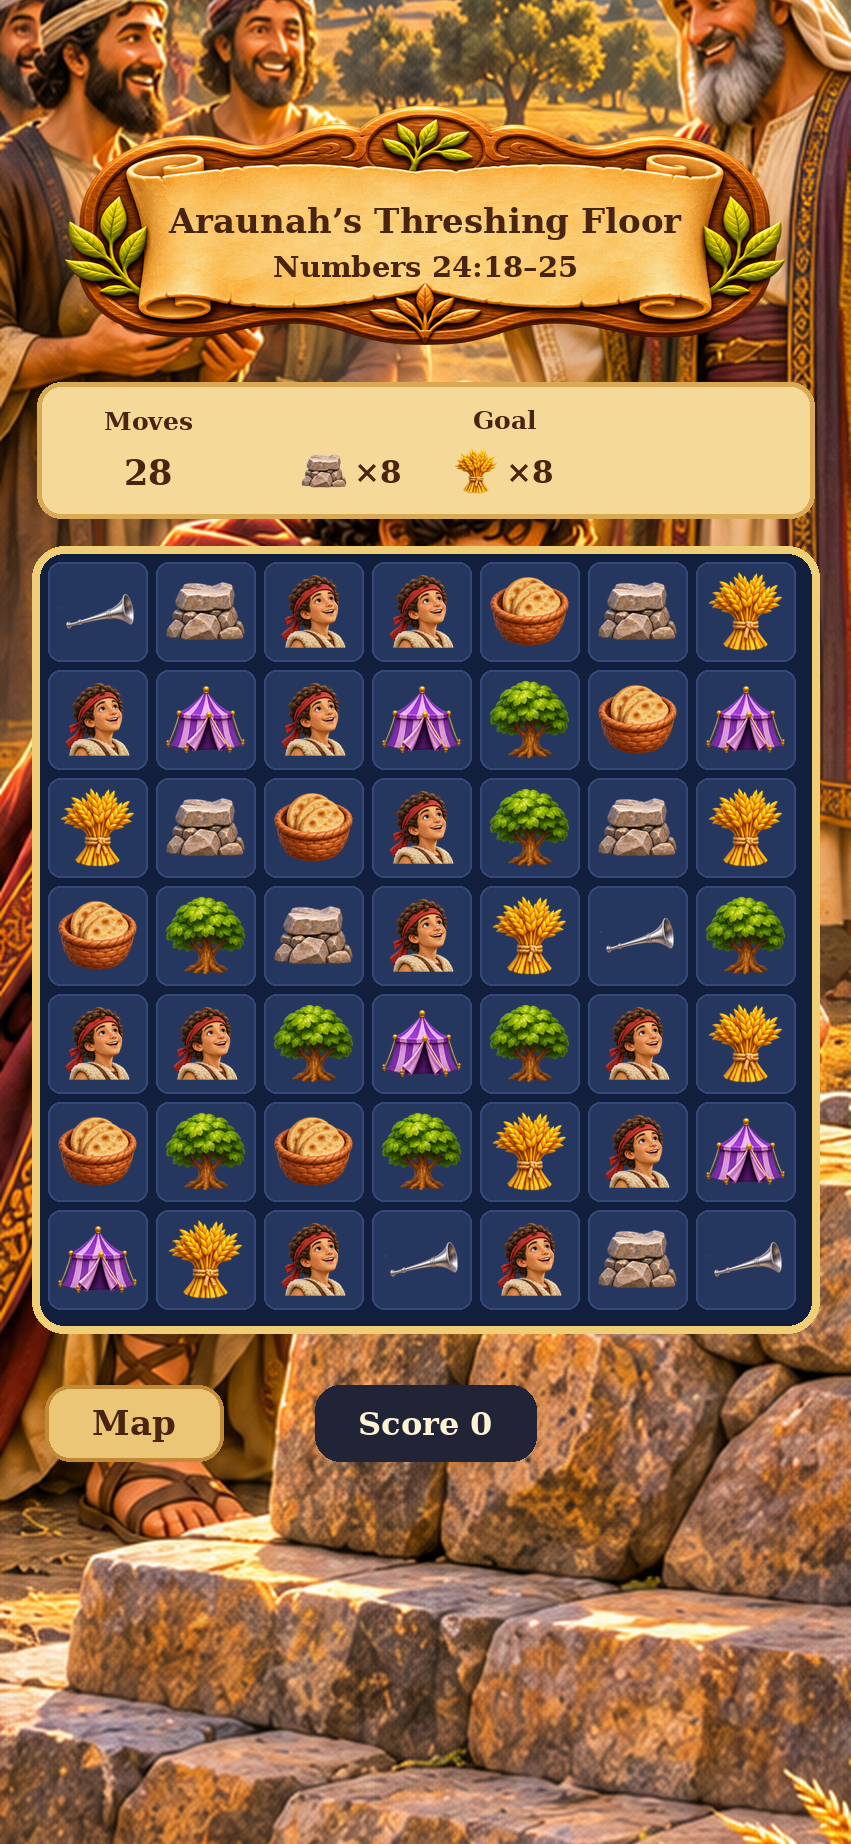 Araunah’s Threshing Floor
Numbers 24:18–25
Moves
Goal
28
×8
×8
Map
Score 0